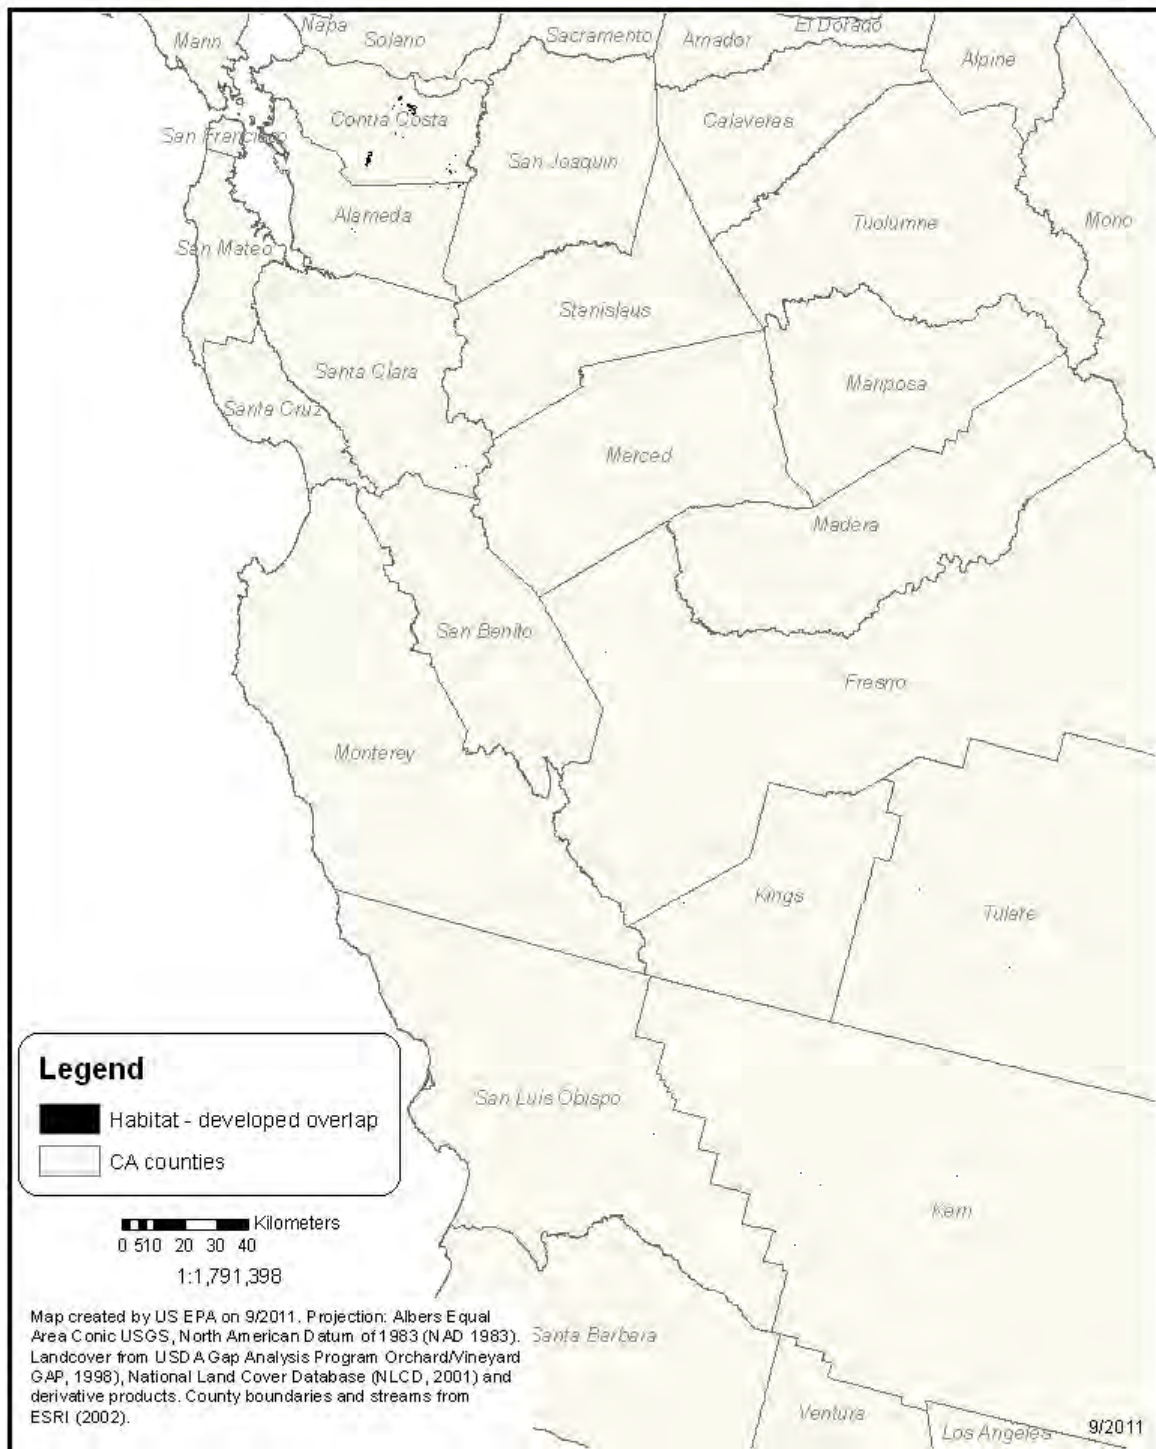 Napa
Marin
Solano
Sacramento
Amador
El Dorado
Alpine
Contra Costa
Calaveras
San Francisco
San Joaquin
Alameda
Tuolumne
Mono
San Mateo
Stanislaus
Santa Clara
Mariposa
Santa Cruz
Merced
Madera
San Benito
Fresno
Monterey
Kings
Tulare
San Luis Obispo
Kern
Santa Barbara
Ventura
Los Angeles
Legend
Habitat - developed overlap
CA counties
Kilometers
0 510 20 30 40
1:1,791,398
Map created by US EPA on 9/2011. Projection: Albers Equal
Area Conic USGS, North American Datum of 1983 (NAD 1983).
Landcover from USDA Gap Analysis Program Orchard/Vineyard
GAP, 1998), National Land Cover Database (NLCD, 2001) and
derivative products. County boundaries and streams from
ESRI (2002).
9/2011